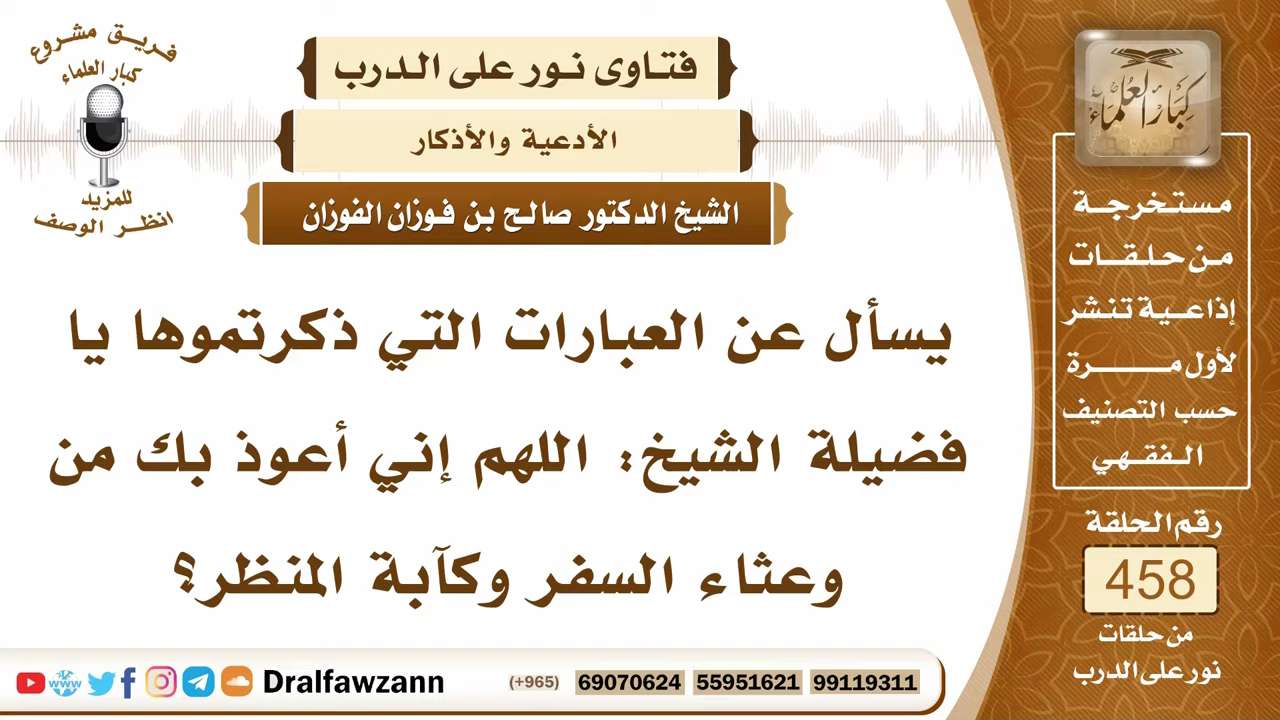 فريق مشروع
كبار العلماء
للمزيد
انظر الوصف
فتاوى نور على الدرب
الأدعية والأذكار
الشيخ الدكتور صالح بن فوزان الفوزان
يسأل عن العبارات التي ذكرتموها يا
فضيلة الشيخ: اللهم إني أعوذ بك من
وعثاء السفر وكآبة المنظر؟
كبار العلماء
مستخرجة
من حلقات
إذاعية تنشر
لأول مرة
حسب التصنيف
الفقهي
رقم الحلقة
458
من حلقات
نور على الدرب
www Dralfawzann (+965) 69070624 55951621 99119311